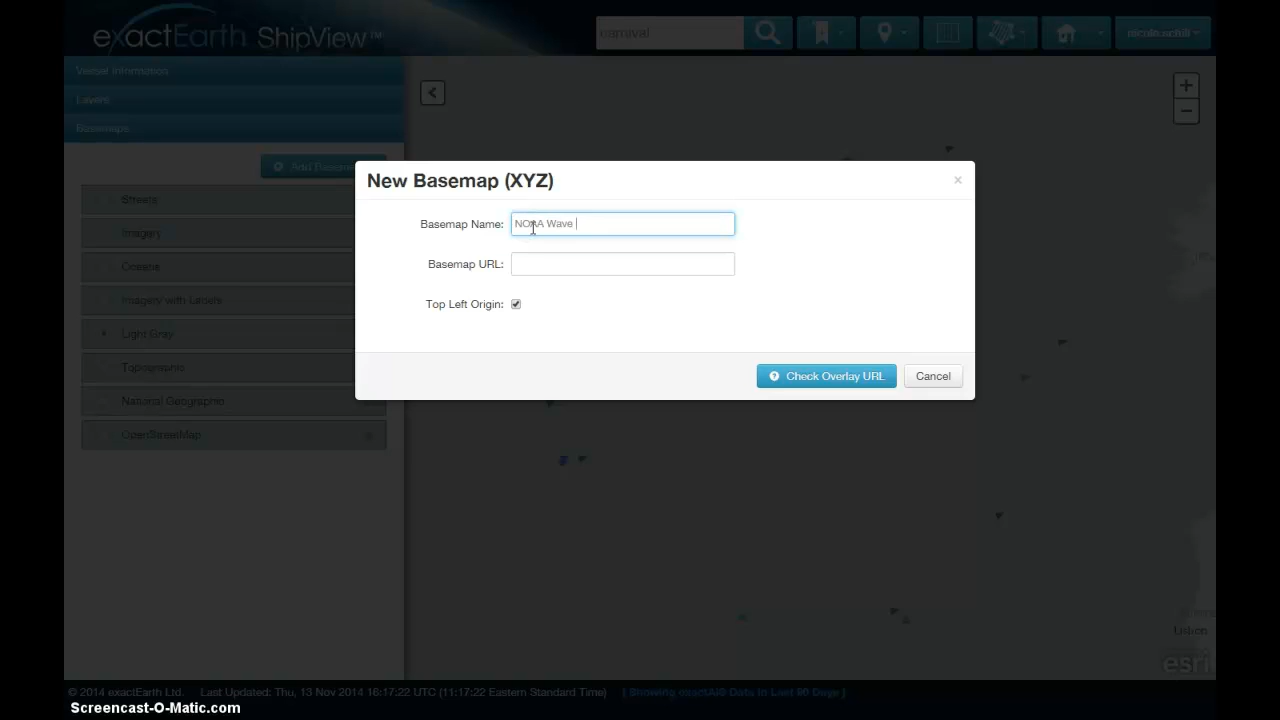 exactEarth ShipView™
carnival
nicole.schill
Vessel Information
Layers
Basemaps
Add Basemap
Streets
Imagery
Oceans
Imagery with Labels
Light Gray
Topographic
National Geographic
OpenStreetMap
New Basemap (XYZ)
×
Basemap Name: NOAA Wave
Basemap URL:
Top Left Origin:
Check Overlay URL
Cancel
Lisbon
esri
© 2014 exactEarth Ltd. Last Updated: Thu, 13 Nov 2014 16:17:22 UTC (11:17:22 Eastern Standard Time) [ Showing exactAIS Data in Last 90 Days ]
Screencast-O-Matic.com